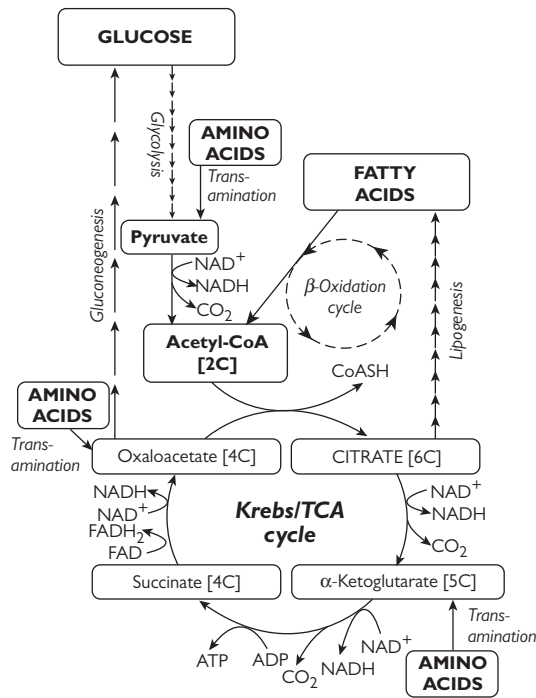 GLUCOSE
Glycolysis
AMINO
ACIDS
Trans-
amination
FATTY
ACIDS
Pyruvate
Gluconeogenesis
NAD⁺
NADH
CO₂
β-Oxidation
cycle
Lipogenesis
Acetyl-CoA
[2C]
CoASH
AMINO
ACIDS
Trans-
amination
Oxaloacetate [4C]
CITRATE [6C]
NADH
NAD⁺
FADH₂
FAD
Krebs/TCA
cycle
NAD⁺
NADH
CO₂
Succinate [4C]
α-Ketoglutarate [5C]
ATP
ADP
CO₂
NADH
NAD⁺
Trans-
amination
AMINO
ACIDS